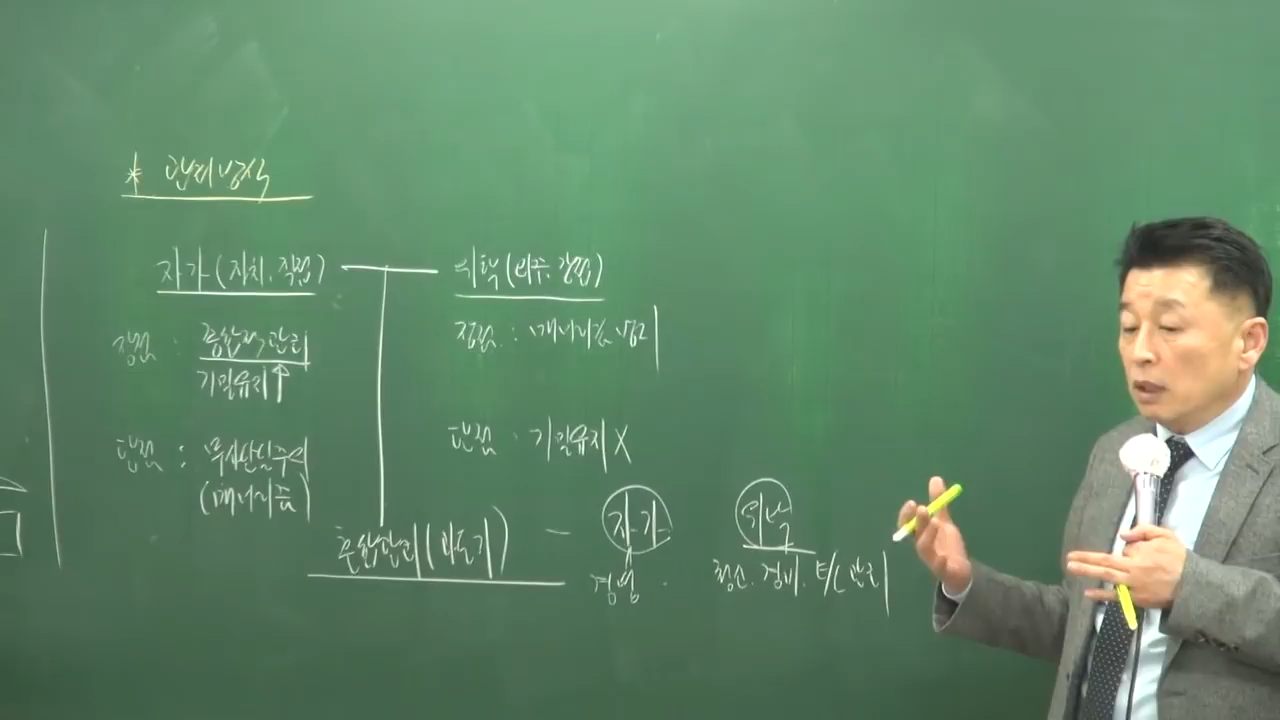 * 관리방식
자가(자치.직접)
장점 : 종합적관리
기밀유지↑
단점 : 무사안일주의
(매너리즘)
위탁(외주.간접)
장점 : 매너리즘 방지
단점 : 기밀유지 X
혼합관리(과도기) - 자가 위탁
경영. 청소.경비.E/L관리